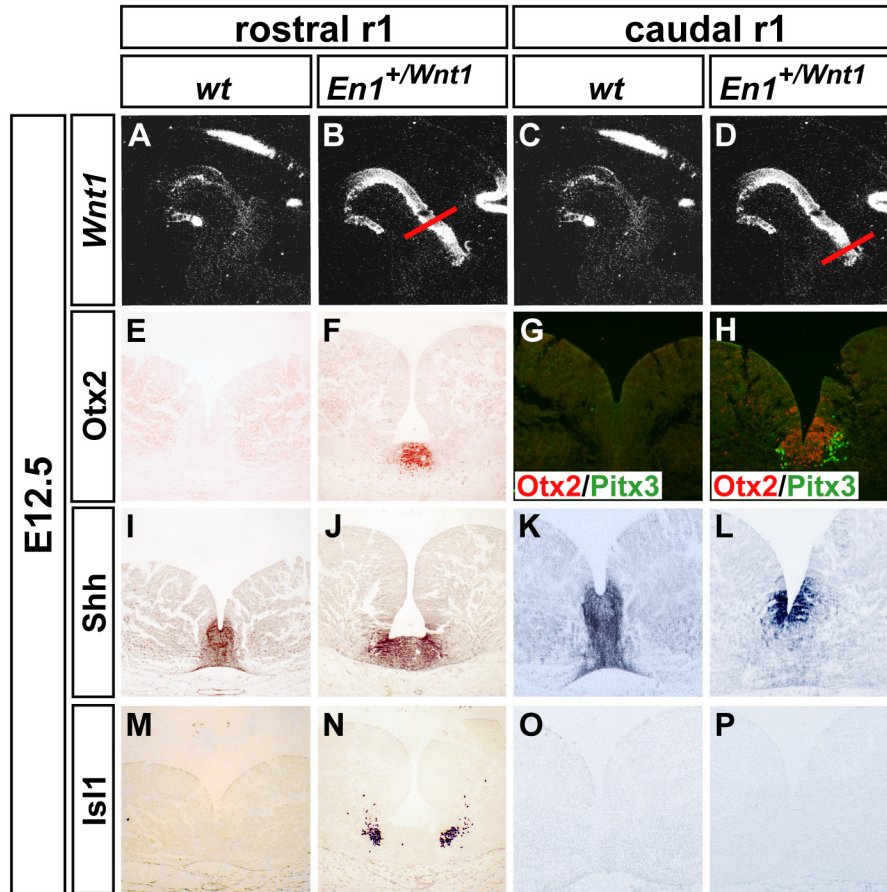 rostral r1 caudal r1
wt En1+/Wnt1 wt En1+/Wnt1
E12.5
Wnt1
A B C D
Otx2
E F G H
Otx2/Pitx3 Otx2/Pitx3
Shh
I J K L
Isl1
M N O P